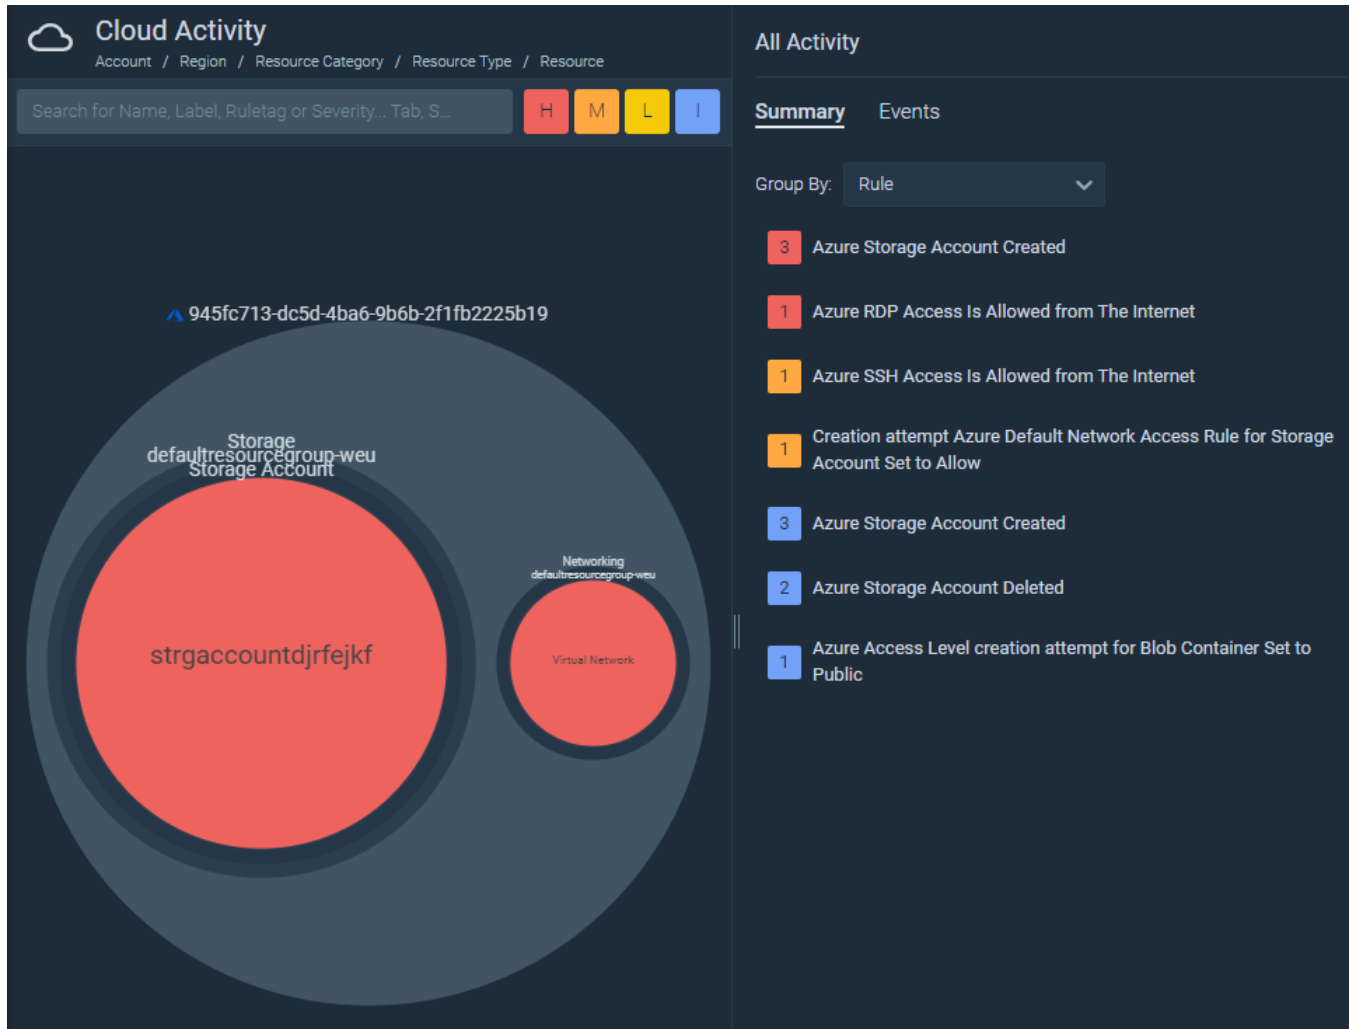 Cloud Activity
Account / Region / Resource Category / Resource Type / Resource
Search for Name, Label, Ruletag or Severity... Tab, S...
H M L I
945fc713-dc5d-4ba6-9b6b-2f1fb2225b19
Storage
defaultresourcegroup-weu
Storage Account
strgaccountdjrfejkf
Networking
defaultresourcegroup-weu
Virtual Network
All Activity
Summary Events
Group By: Rule
3 Azure Storage Account Created
1 Azure RDP Access Is Allowed from The Internet
1 Azure SSH Access Is Allowed from The Internet
1 Creation attempt Azure Default Network Access Rule for Storage
Account Set to Allow
3 Azure Storage Account Created
2 Azure Storage Account Deleted
1 Azure Access Level creation attempt for Blob Container Set to
Public